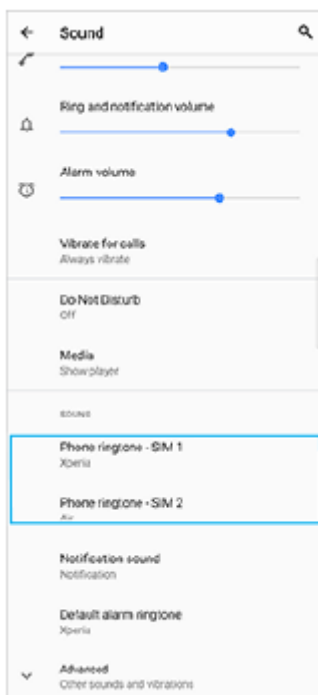 Sound
Ring and notification volume
Alarm volume
Vibrate for calls
Always vibrate
Do Not Disturb
Off
Media
Show player
SOUND
Phone ringtone - SIM 1
Xperia
Phone ringtone - SIM 2
Notification sound
Notification
Default alarm ringtone
Xperia
Advanced
Other sounds and vibrations